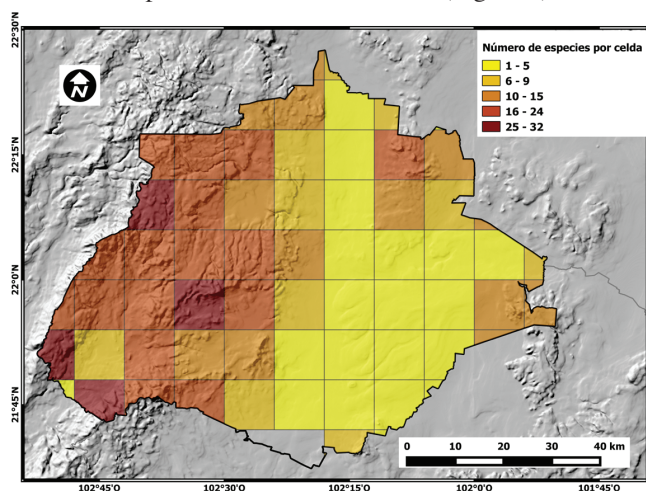 22°30'N
22°15'N
22°0'N
21°45'N
N
Número de especies por celda
1 - 5
6 - 9
10 - 15
16 - 24
25 - 32
0 10 20 30 40 km
102°45'O 102°30'O 102°15'O 102°0'O 101°45'O